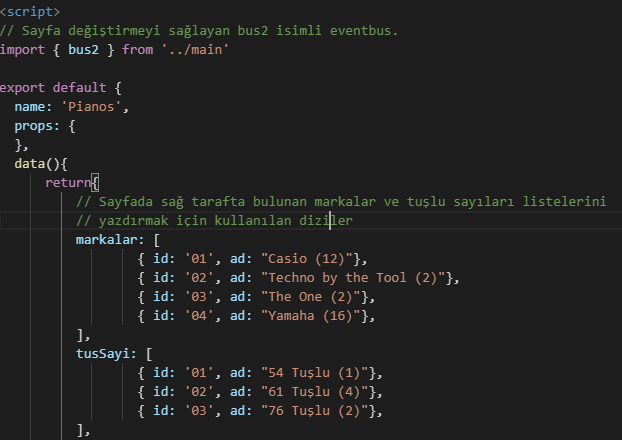 <script>
// Sayfa değiştirmeyi sağlayan bus2 isimli eventbus.
import { bus2 } from '../main'
export default {
name: 'Pianos',
props: {
},
data(){
return{
// Sayfada sağ tarafta bulunan markalar ve tuşlu sayıları listelerini
// yazdırmak için kullanılan diziler
markalar: [
{ id: '01', ad: "Casio (12)"},
{ id: '02', ad: "Techno by the Tool (2)"},
{ id: '03', ad: "The One (2)"},
{ id: '04', ad: "Yamaha (16)"},
],
tusSayi: [
{ id: '01', ad: "54 Tuşlu (1)"},
{ id: '02', ad: "61 Tuşlu (4)"},
{ id: '03', ad: "76 Tuşlu (2)"},
],